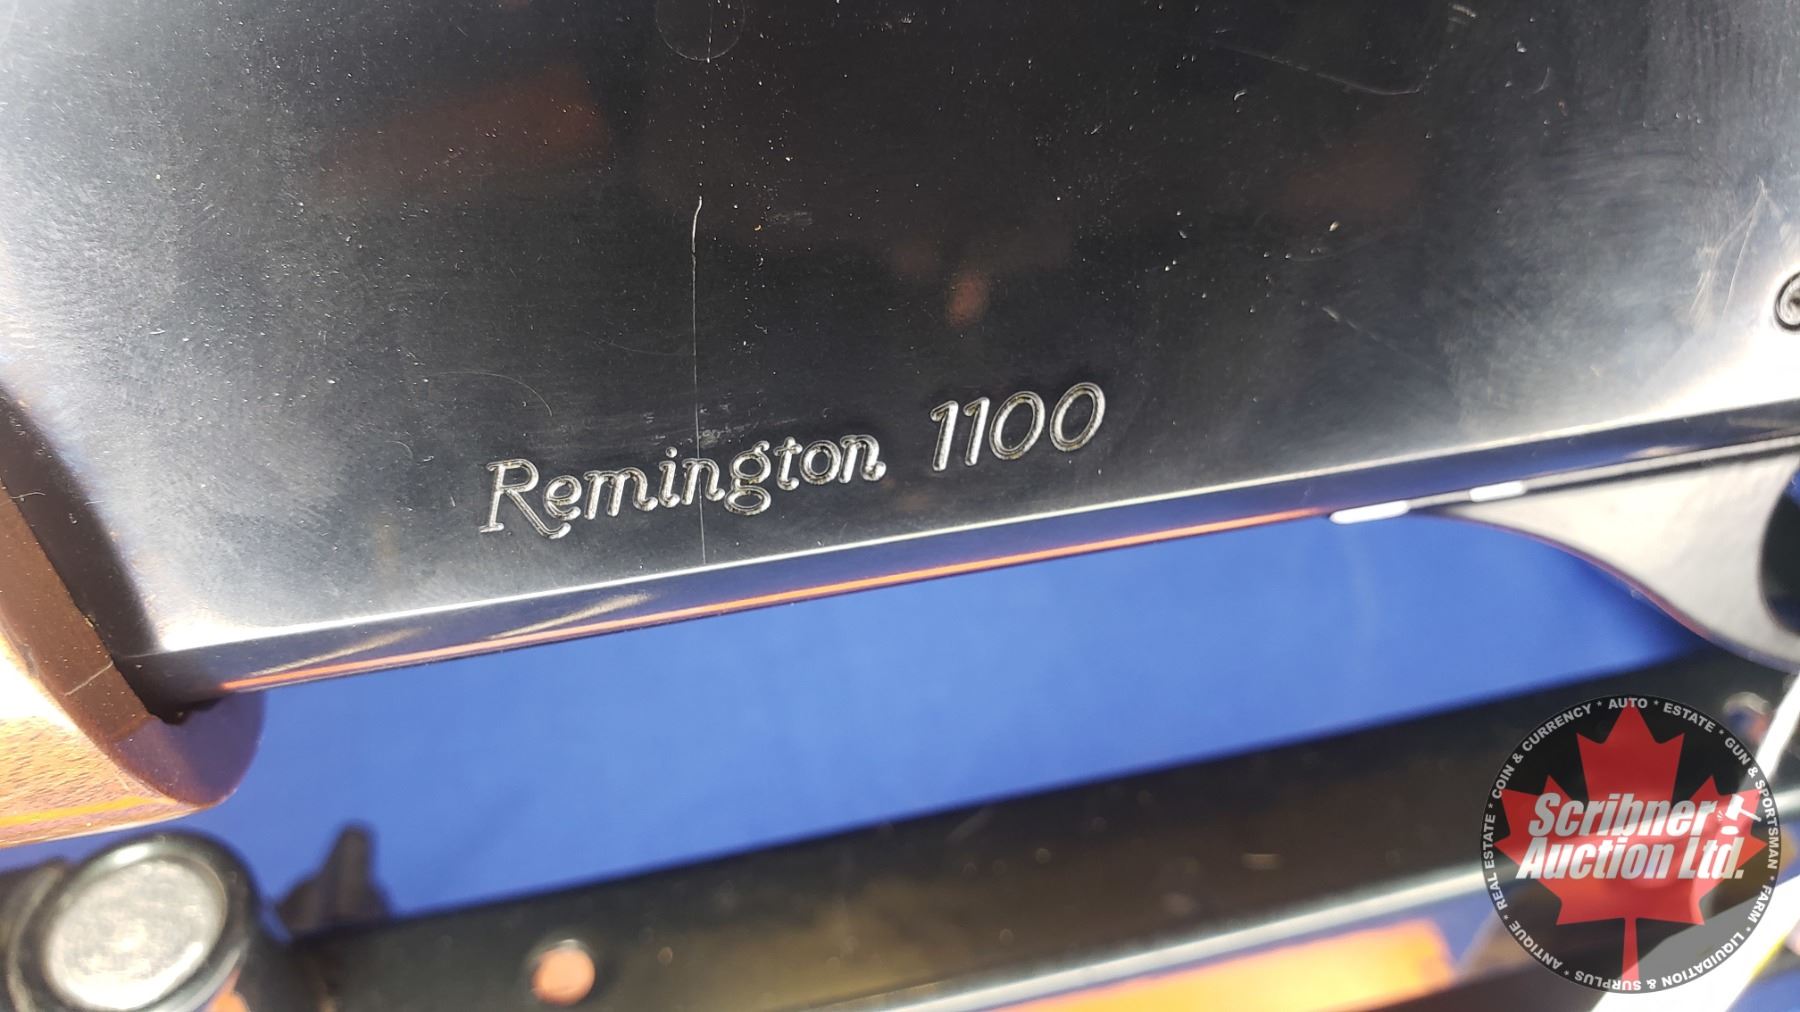 Remington 1100
Scribner
Auction Ltd.
REAL ESTATE * COIN & CURRENCY * AUTO * ESTATE * GUN & SPORTSMAN * FARM * LIQUIDATION & SURPLUS * ANTIQUE *